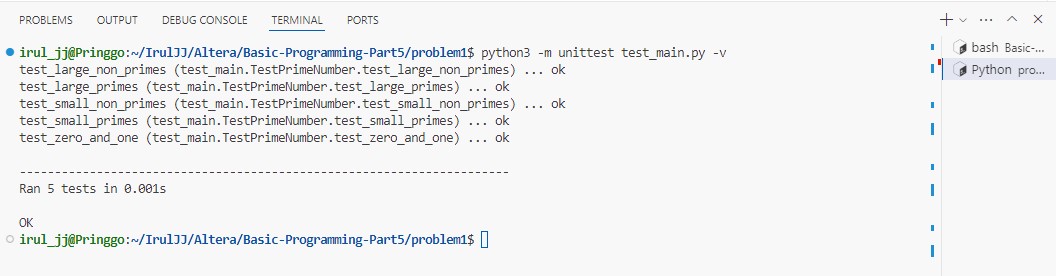 PROBLEMS OUTPUT DEBUG CONSOLE TERMINAL PORTS
irul_jj@Pringgo:~/IrulJJ/Altera/Basic-Programming-Part5/problem1$ python3 -m unittest test_main.py -v
test_large_non_primes (test_main.TestPrimeNumber.test_large_non_primes) ... ok
test_large_primes (test_main.TestPrimeNumber.test_large_primes) ... ok
test_small_non_primes (test_main.TestPrimeNumber.test_small_non_primes) ... ok
test_small_primes (test_main.TestPrimeNumber.test_small_primes) ... ok
test_zero_and_one (test_main.TestPrimeNumber.test_zero_and_one) ... ok
----------------------------------------------------------------------
Ran 5 tests in 0.001s
OK
irul_jj@Pringgo:~/IrulJJ/Altera/Basic-Programming-Part5/problem1$
bash Basic-...
Python pro...